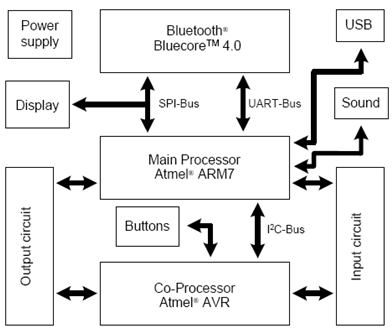 Power
supply
Bluetooth®
Bluecore™ 4.0
USB
Display
SPI-Bus
UART-Bus
Sound
Main Processor
Atmel® ARM7
Output circuit
Buttons
I²C-Bus
Input circuit
Co-Processor
Atmel® AVR